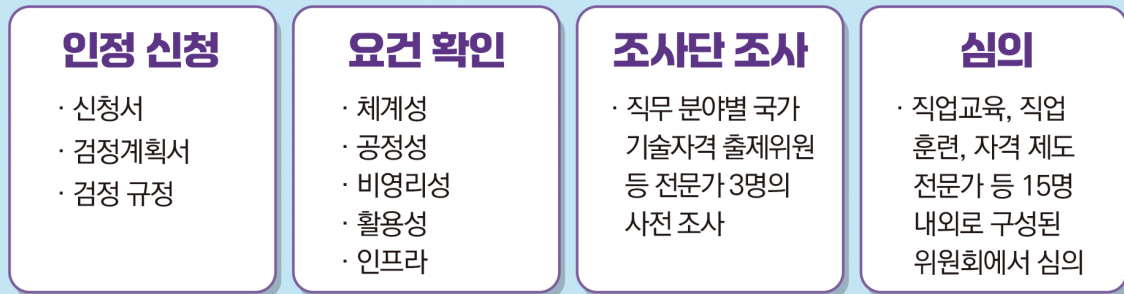 인정 신청
· 신청서
· 검정계획서
· 검정 규정
요건 확인
· 체계성
· 공정성
· 비영리성
· 활용성
· 인프라
조사단 조사
· 직무 분야별 국가
기술자격 출제위원
등 전문가 3명의
사전 조사
심의
· 직업교육, 직업
훈련, 자격 제도
전문가 등 15명
내외로 구성된
위원회에서 심의